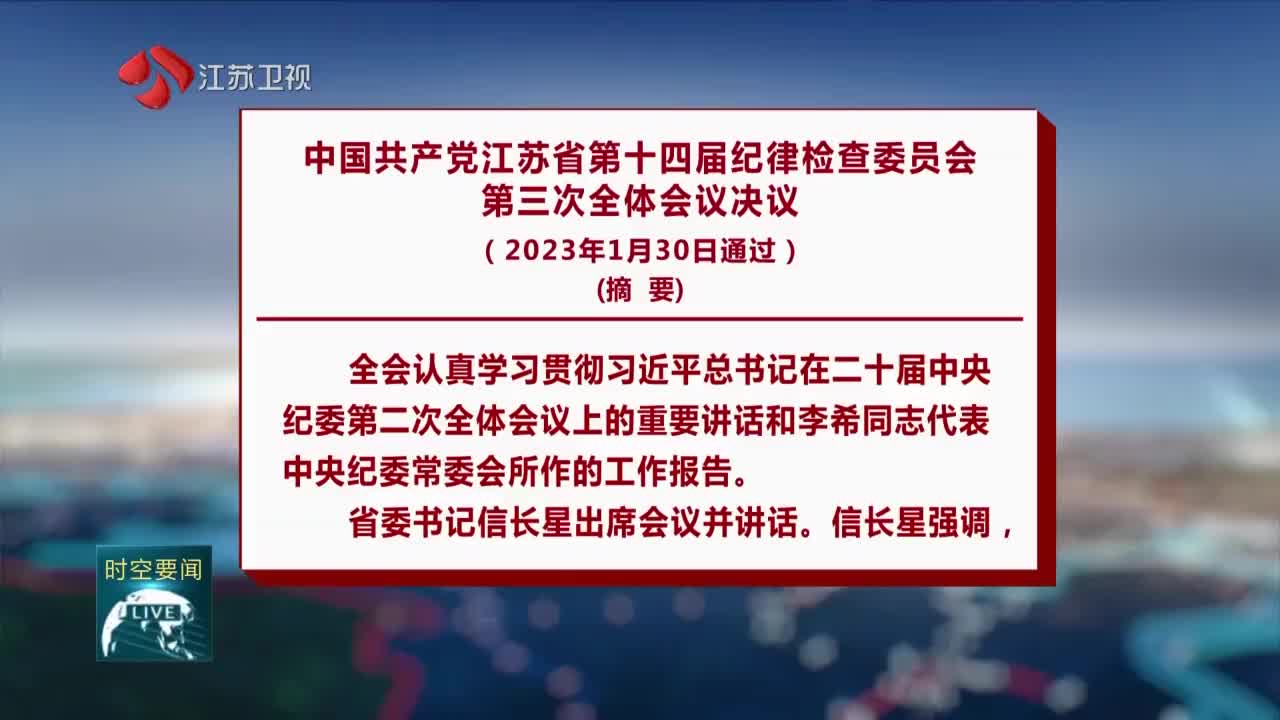 江苏卫视
中国共产党江苏省第十四届纪律检查委员会
第三次全体会议决议
（2023年1月30日通过）
(摘 要)
全会认真学习贯彻习近平总书记在二十届中央
纪委第二次全体会议上的重要讲话和李希同志代表
中央纪委常委会所作的工作报告。
省委书记信长星出席会议并讲话。信长星强调，
时空要闻
LIVE